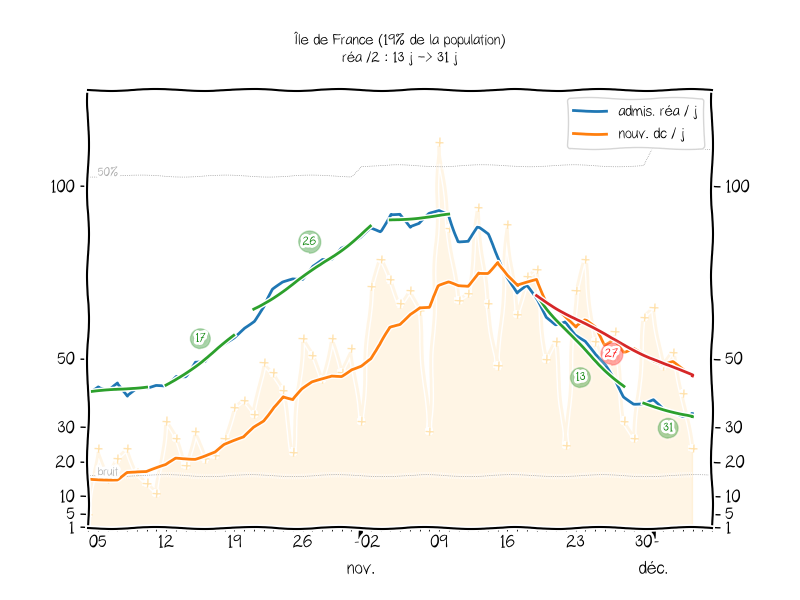 Île de France (19% de la population)
réa /2 : 13 j -> 31 j
admis. réa / j
nouv. dc / j
50%
100
100
26
17
50
50
27
13
31
30
30
20
20
bruit
10
10
5
5
1
1
05 12 19 26 02 09 16 23 30
nov. déc.